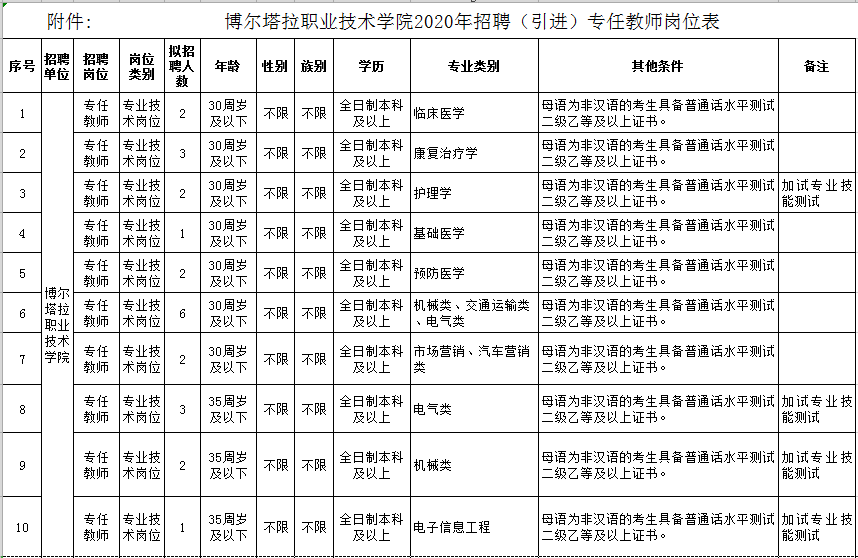 附件： 博尔塔拉职业技术学院2020年招聘（引进）专任教师岗位表
序号 招聘单位 招聘岗位 岗位类别 拟招聘人数 年龄 性别 族别 学历 专业类别 其他条件 备注
博尔塔拉职业技术学院
1 专任教师 专业技术岗位 2 30周岁及以下 不限 不限 全日制本科及以上 临床医学 母语为非汉语的考生具备普通话水平测试二级乙等及以上证书。
2 专任教师 专业技术岗位 3 30周岁及以下 不限 不限 全日制本科及以上 康复治疗学 母语为非汉语的考生具备普通话水平测试二级乙等及以上证书。
3 专任教师 专业技术岗位 2 30周岁及以下 不限 不限 全日制本科及以上 护理学 母语为非汉语的考生具备普通话水平测试二级乙等及以上证书。 加试专业技能测试
4 专任教师 专业技术岗位 1 30周岁及以下 不限 不限 全日制本科及以上 基础医学 母语为非汉语的考生具备普通话水平测试二级乙等及以上证书。
5 专任教师 专业技术岗位 2 30周岁及以下 不限 不限 全日制本科及以上 预防医学 母语为非汉语的考生具备普通话水平测试二级乙等及以上证书。
6 专任教师 专业技术岗位 6 30周岁及以下 不限 不限 全日制本科及以上 机械类、交通运输类、电气类 母语为非汉语的考生具备普通话水平测试二级乙等及以上证书。
7 专任教师 专业技术岗位 2 30周岁及以下 不限 不限 全日制本科及以上 市场营销、汽车营销类 母语为非汉语的考生具备普通话水平测试二级乙等及以上证书。
8 专任教师 专业技术岗位 3 35周岁及以下 不限 不限 全日制本科及以上 电气类 母语为非汉语的考生具备普通话水平测试二级乙等及以上证书。 加试专业技能测试
9 专任教师 专业技术岗位 2 35周岁及以下 不限 不限 全日制本科及以上 机械类 母语为非汉语的考生具备普通话水平测试二级乙等及以上证书。 加试专业技能测试
10 专任教师 专业技术岗位 1 35周岁及以下 不限 不限 全日制本科及以上 电子信息工程 母语为非汉语的考生具备普通话水平测试二级乙等及以上证书。 加试专业技能测试